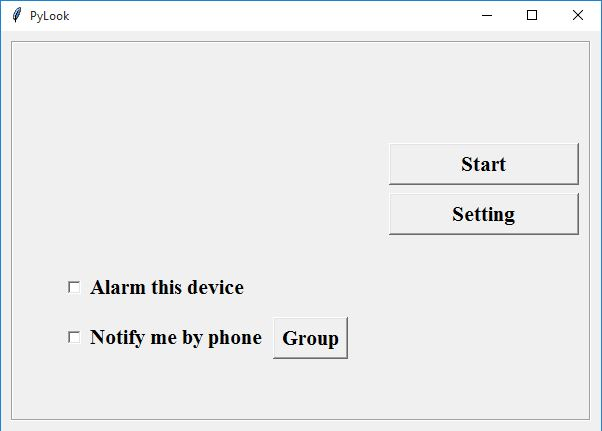 PyLook
Start
Setting
Alarm this device
Notify me by phone Group